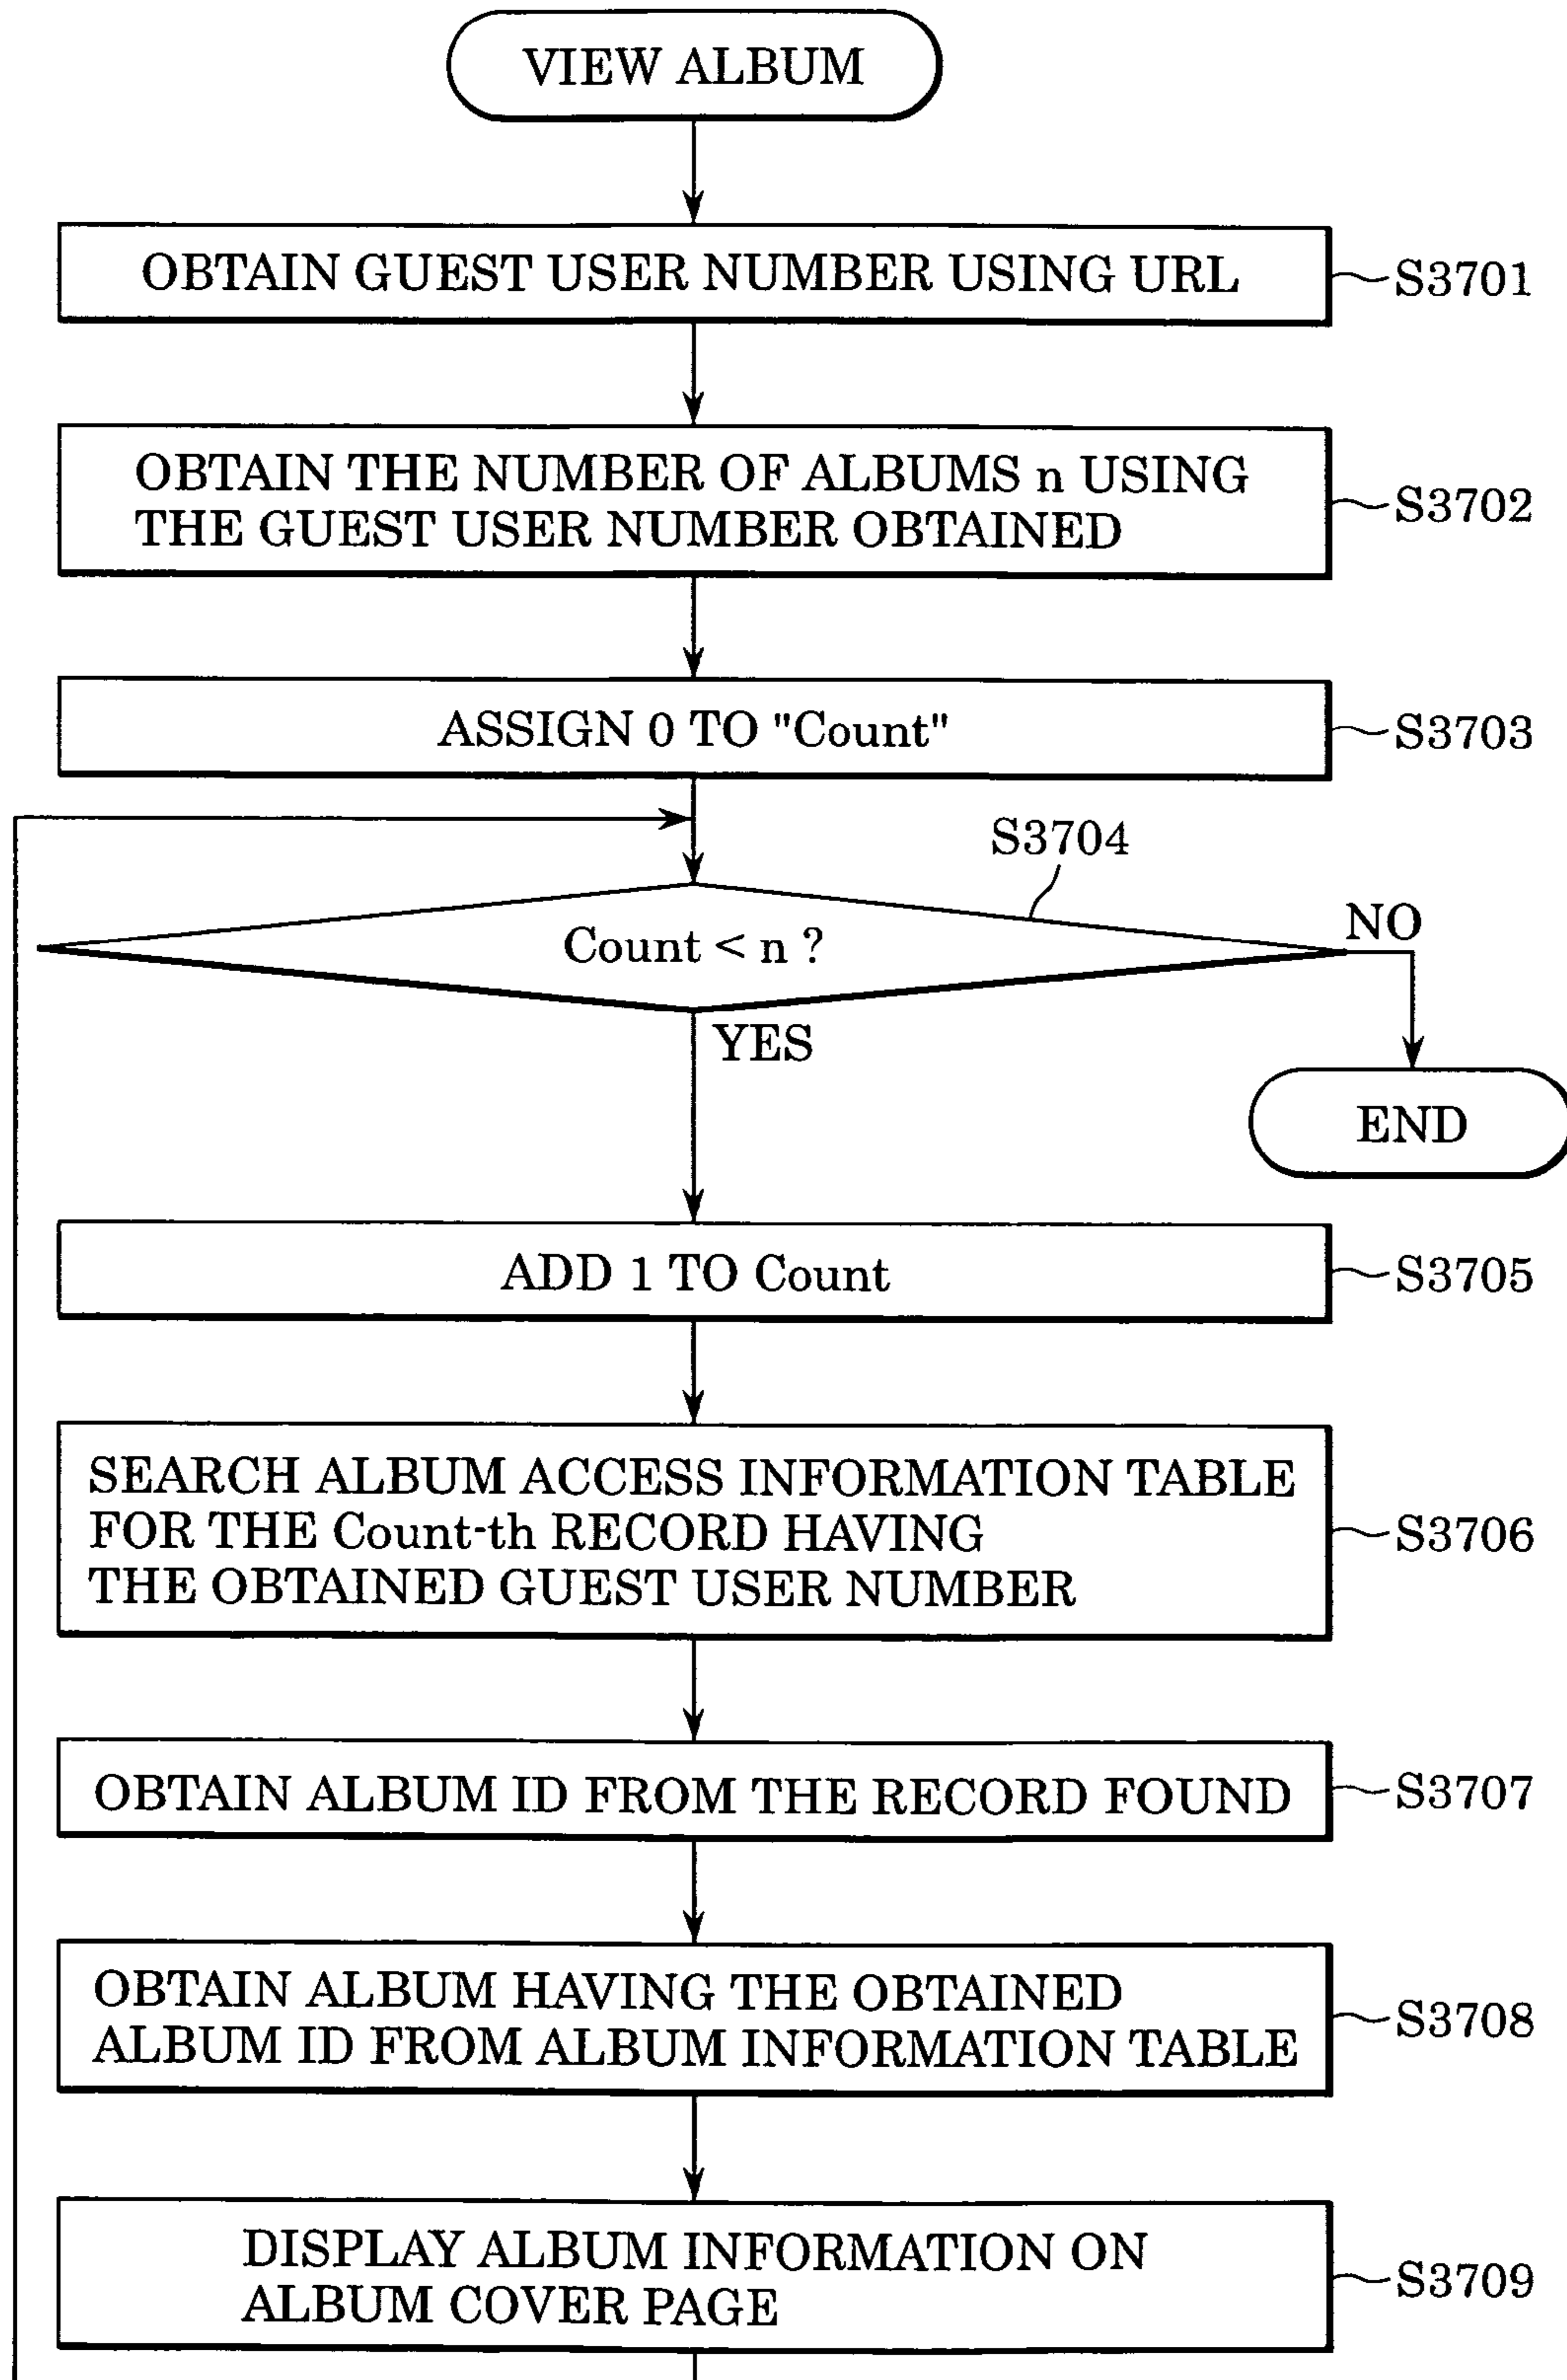 VIEW ALBUM
OBTAIN GUEST USER NUMBER USING URL
S3701
OBTAIN THE NUMBER OF ALBUMS n USING
THE GUEST USER NUMBER OBTAINED
S3702
ASSIGN 0 TO "Count"
S3703
S3704
Count < n ?
NO
YES
END
ADD 1 TO Count
S3705
SEARCH ALBUM ACCESS INFORMATION TABLE
FOR THE Count-th RECORD HAVING
THE OBTAINED GUEST USER NUMBER
S3706
OBTAIN ALBUM ID FROM THE RECORD FOUND
S3707
OBTAIN ALBUM HAVING THE OBTAINED
ALBUM ID FROM ALBUM INFORMATION TABLE
S3708
DISPLAY ALBUM INFORMATION ON
ALBUM COVER PAGE
S3709